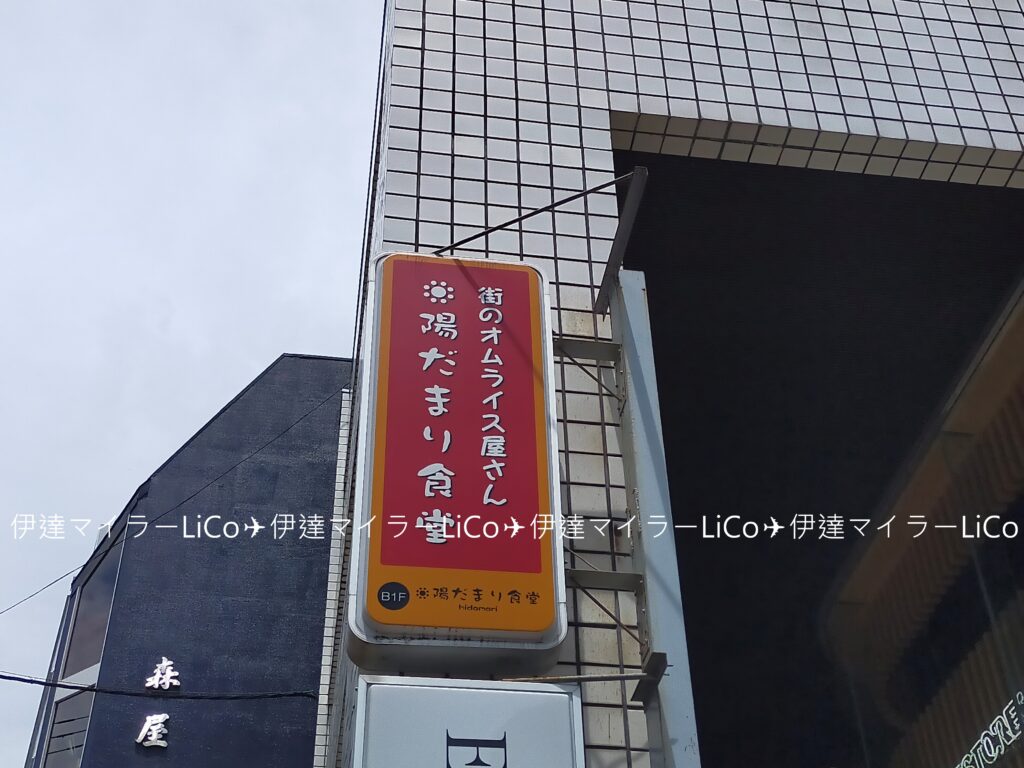 街のオムライス屋さん
陽だまり食堂
B1F 陽だまり食堂
hidamari
伊達マイラーLiCo✈伊達マイラーLiCo✈伊達マイラーLiCo✈伊達マイラーLiCo
森屋
STORE